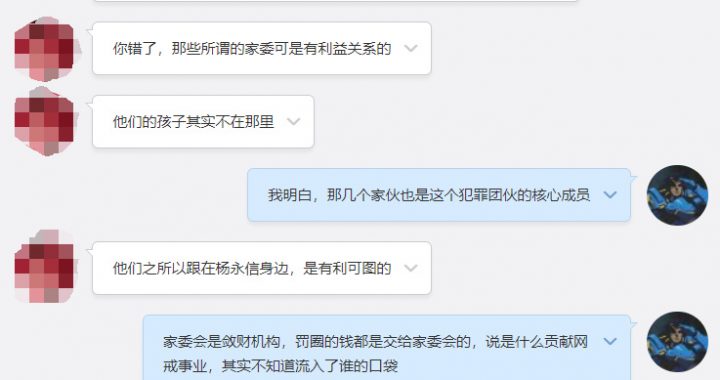 你错了，那些所谓的家委可是有利益关系的
他们的孩子其实不在那里
我明白，那几个家伙也是这个犯罪团伙的核心成员
他们之所以跟在杨永信身边，是有利可图的
家委会是敛财机构，罚圈的钱都是交给家委会的，说是什么贡献网
戒事业，其实不知道流入了谁的口袋